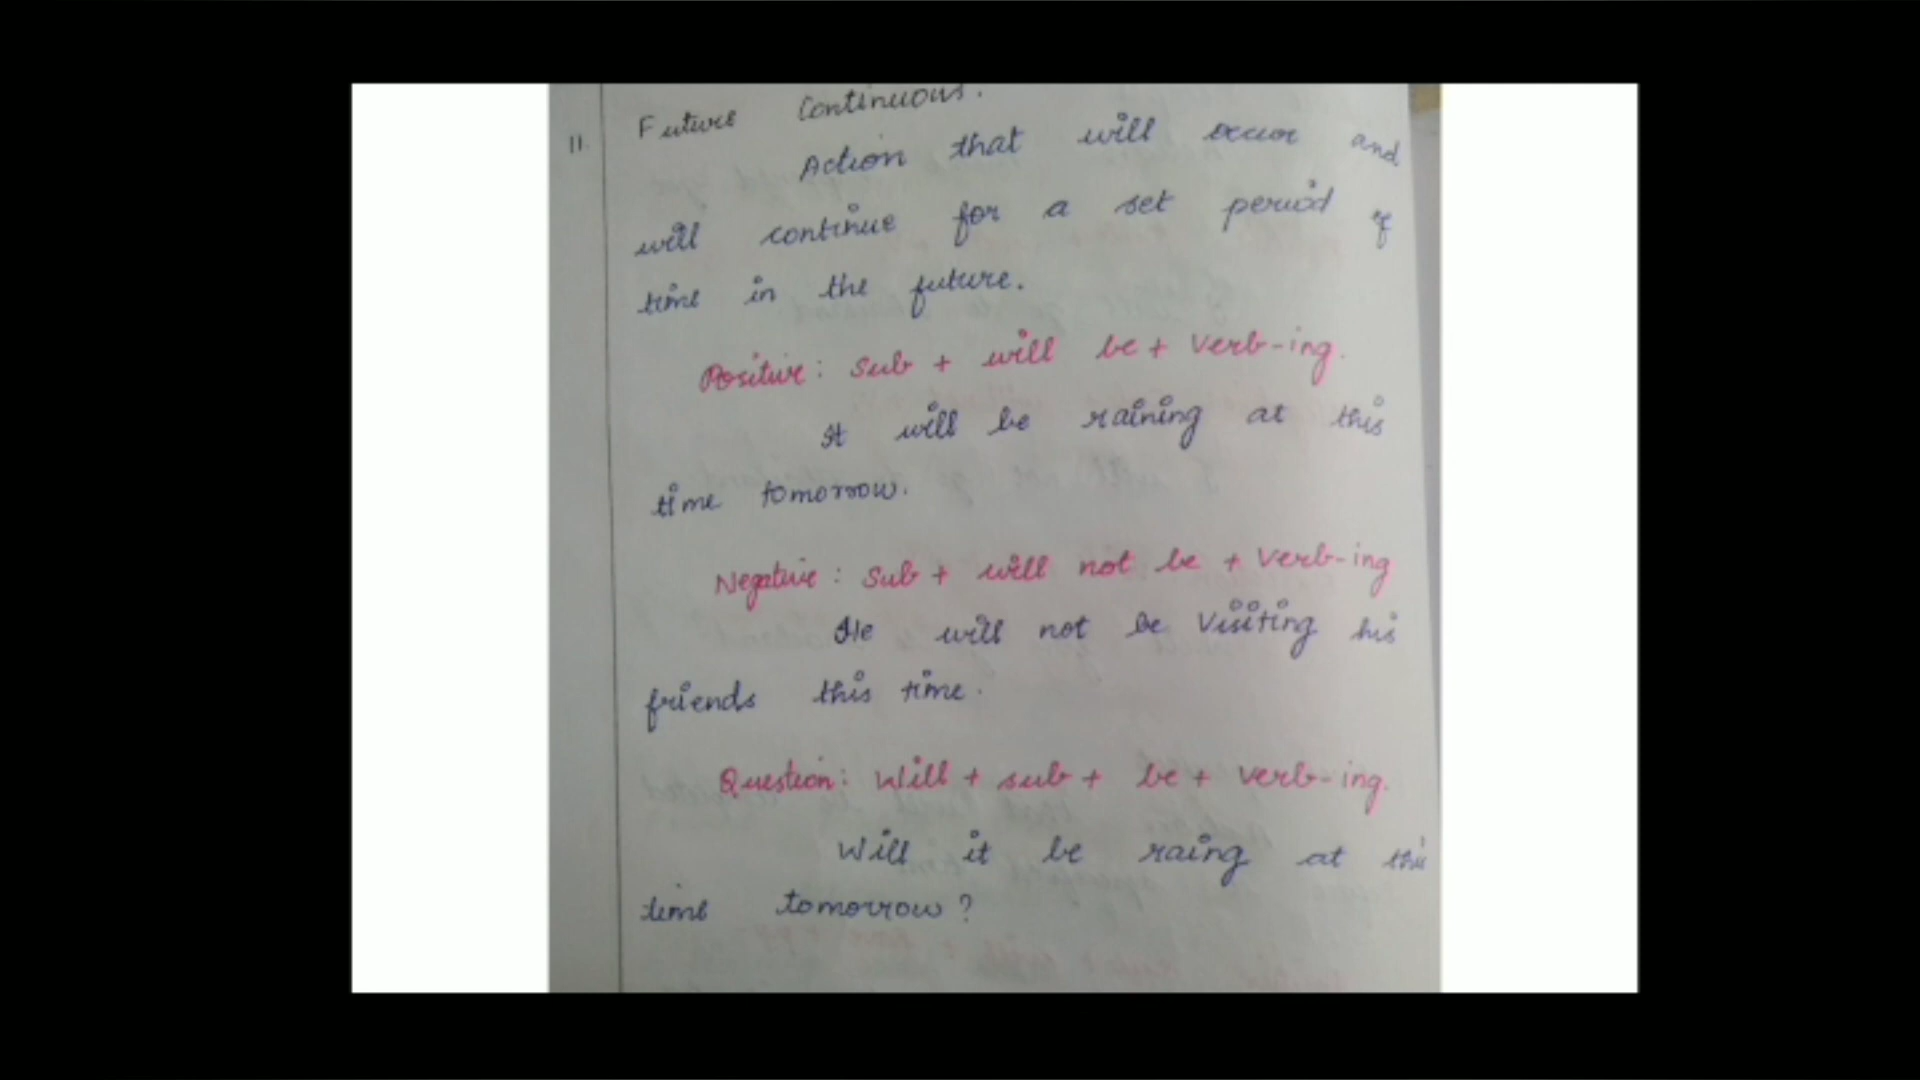 11. Future Continuous.
Action that will occur and
will continue for a set period of
time in the future.
Positive: Sub + will be + Verb-ing.
It will be raining at this
time tomorrow.
Negative: Sub + will not be + Verb-ing
He will not be Visiting his
friends this time.
Question: Will + sub + be + verb-ing.
Will it be raing at this
time tomorrow?